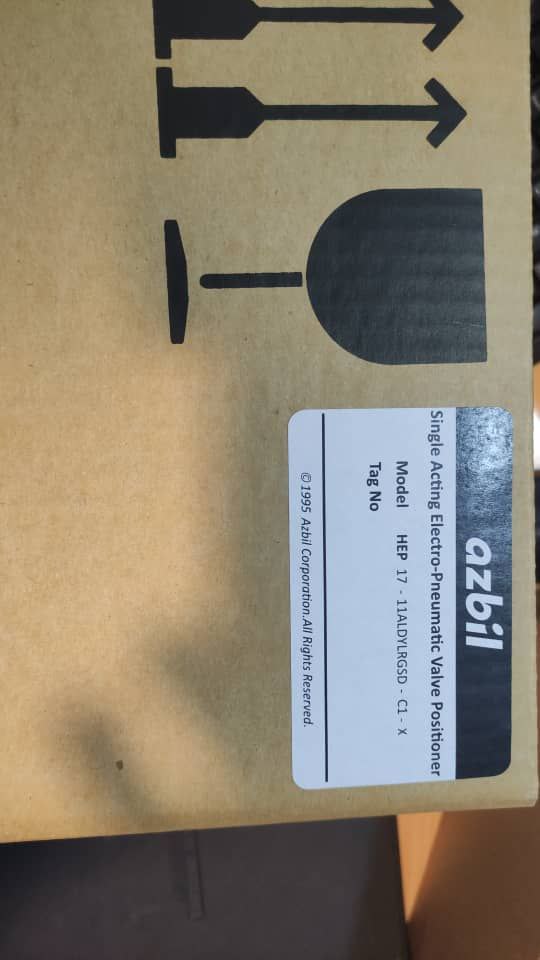 azbil
Single Acting Electro-Pneumatic Valve Positioner
Model HEP 17 - 11ALDYLRGSD - C1 - X
Tag No
© 1995 Azbil Corporation.All Rights Reserved.